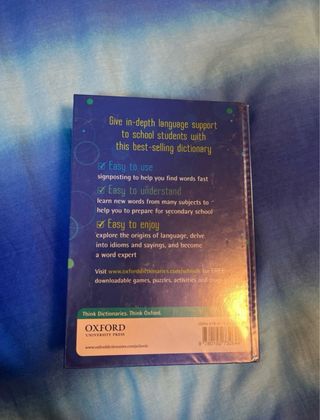 Give in-depth language support
to school students with
this best-selling dictionary
Easy to use
signposting to help you find words fast
Easy to understand
learn new words from many subjects to
help you to prepare for secondary school
Easy to enjoy
explore the origins of language, delve
into idioms and sayings, and become
a word expert
Visit www.oxforddictionaries.com/schools for FREE
downloadable games, puzzles, activities and
Think Dictionaries. Think Oxford.
OXFORD
UNIVERSITY PRESS
www.oxforddictionaries.com/schools